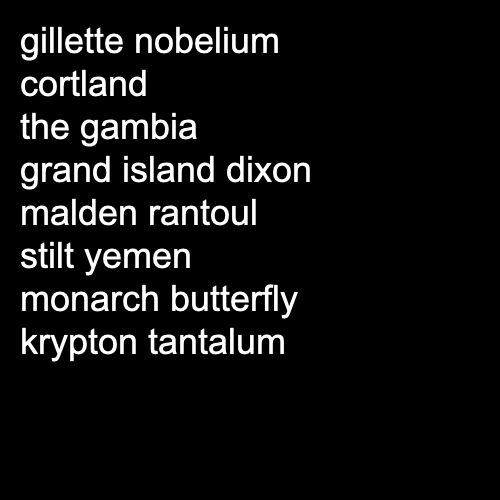 gillette nobelium
cortland
the gambia
grand island dixon
malden rantoul
stilt yemen
monarch butterfly
krypton tantalum